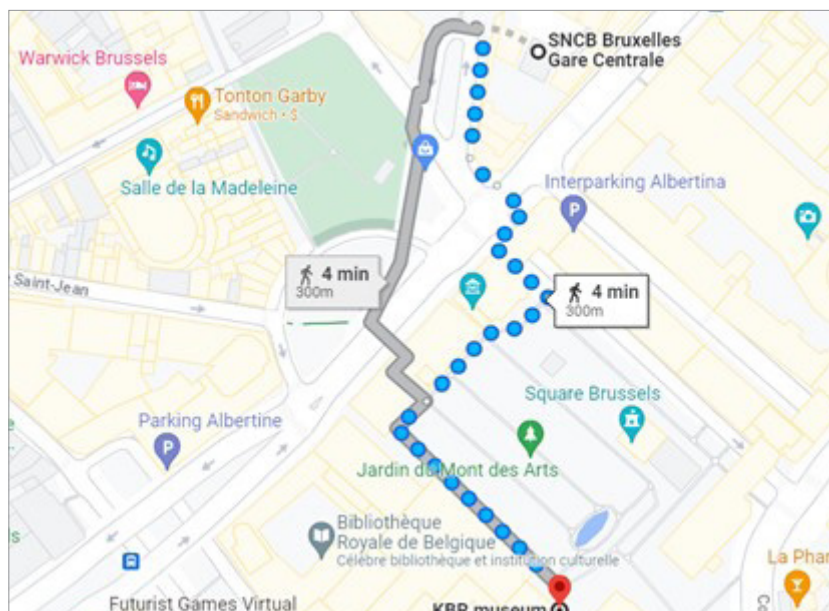 SNCB Bruxelles
Gare Centrale
Warwick Brussels
Tonton Garby
Sandwich • $
Salle de la Madeleine
Interparking Albertina
P
4 min
300m
4 min
300m
Saint-Jean
Square Brussels
Parking Albertine
P
Jardin du Mont des Arts
Bibliothèque
Royale de Belgique
Célèbre bibliothèque et institution culturelle
La Phar
Futurist Games Virtual
KBR museum